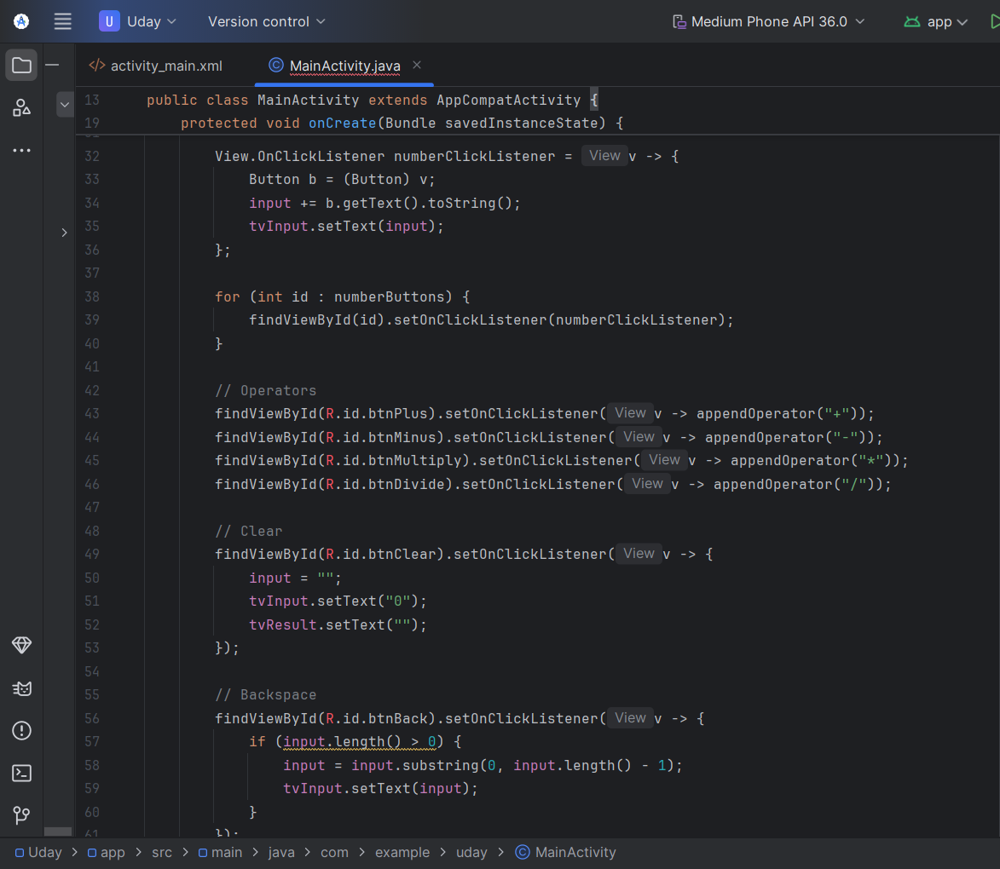 U Uday Version control Medium Phone API 36.0 app
</> activity_main.xml © MainActivity.java ×
13 public class MainActivity extends AppCompatActivity {
19 protected void onCreate(Bundle savedInstanceState) {
32 View.OnClickListener numberClickListener = View v -> {
33 Button b = (Button) v;
34 input += b.getText().toString();
35 tvInput.setText(input);
36 };
37
38 for (int id : numberButtons) {
39 findViewById(id).setOnClickListener(numberClickListener);
40 }
41
42 // Operators
43 findViewById(R.id.btnPlus).setOnClickListener( View v -> appendOperator("+"));
44 findViewById(R.id.btnMinus).setOnClickListener( View v -> appendOperator("-"));
45 findViewById(R.id.btnMultiply).setOnClickListener( View v -> appendOperator("*"));
46 findViewById(R.id.btnDivide).setOnClickListener( View v -> appendOperator("/"));
47
48 // Clear
49 findViewById(R.id.btnClear).setOnClickListener( View v -> {
50 input = "";
51 tvInput.setText("0");
52 tvResult.setText("");
53 });
54
55 // Backspace
56 findViewById(R.id.btnBack).setOnClickListener( View v -> {
57 if (input.length() > 0) {
58 input = input.substring(0, input.length() - 1);
59 tvInput.setText(input);
60 }
61 });
Uday > app > src > main > java > com > example > uday > © MainActivity